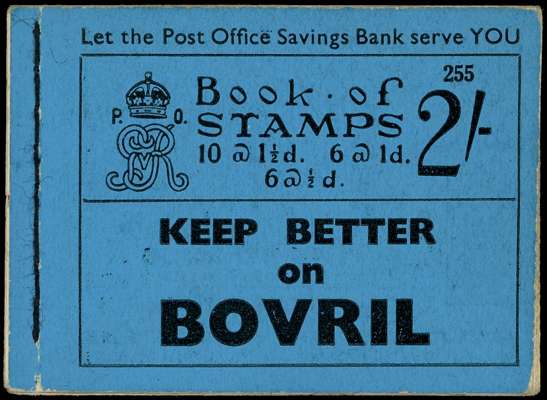 Let the Post Office Savings Bank serve YOU
255
P. O.
Book·of
STAMPS
2/-
10 @ 1½d. 6 @ 1d.
6 @ ½d.
KEEP BETTER
on
BOVRIL